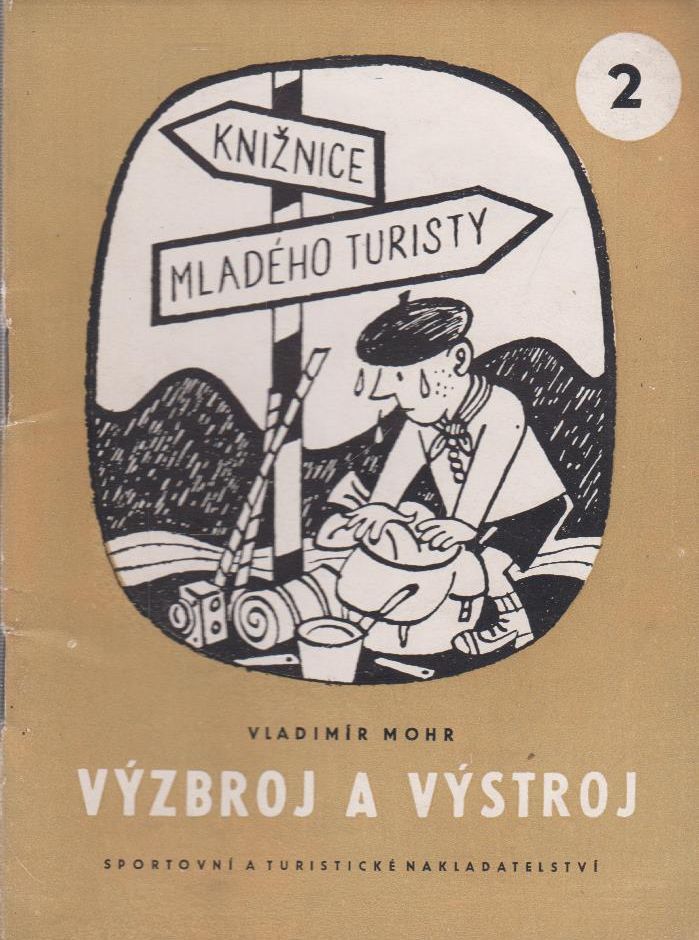 2
KNIŽNICE
MLADÉHO TURISTY
VLADIMÍR MOHR
VÝZBROJ A VÝSTROJ
SPORTOVNÍ A TURISTICKÉ NAKLADATELSTVÍ